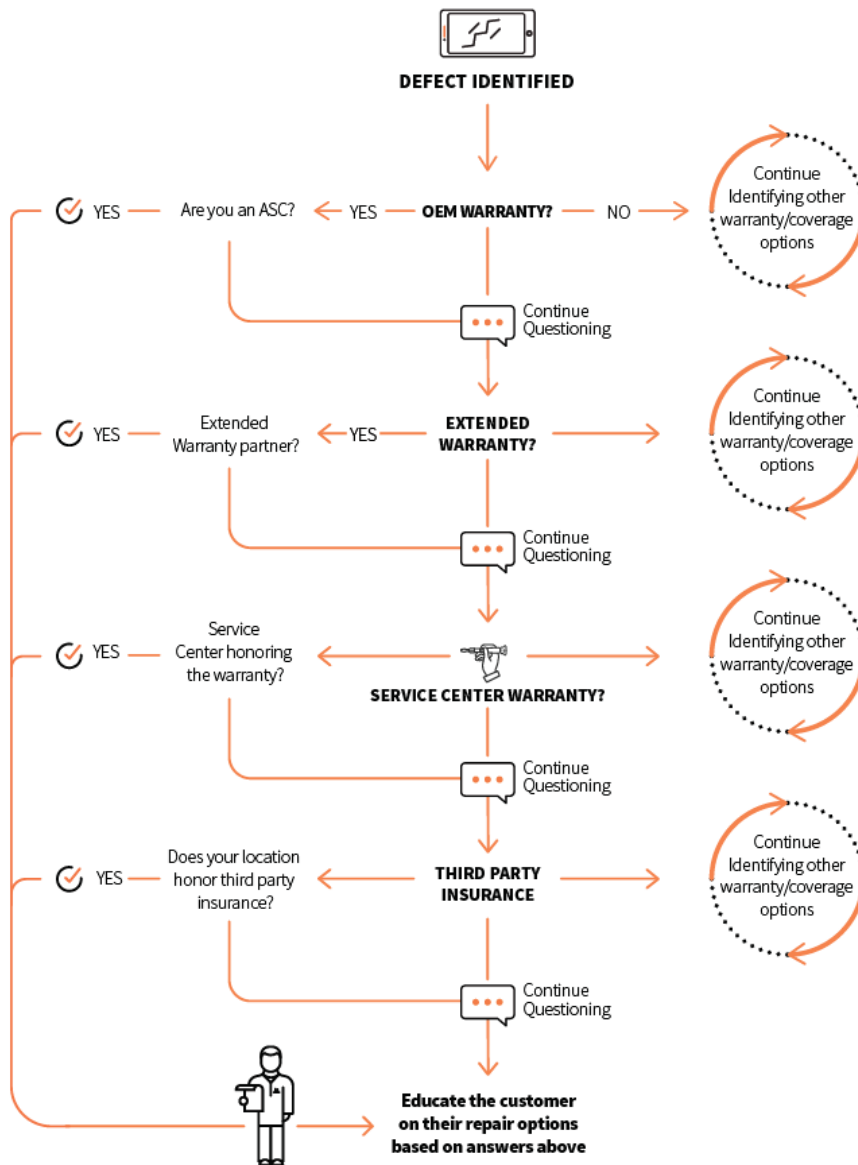 DEFECT IDENTIFIED
YES
Are you an ASC?
YES
OEM WARRANTY?
NO
Continue
Identifying other
warranty/coverage
options
Continue
Questioning
YES
Extended
Warranty partner?
YES
EXTENDED
WARRANTY?
Continue
Identifying other
warranty/coverage
options
Continue
Questioning
YES
Service
Center honoring
the warranty?
SERVICE CENTER WARRANTY?
Continue
Identifying other
warranty/coverage
options
Continue
Questioning
YES
Does your location
honor third party
insurance?
THIRD PARTY
INSURANCE
Continue
Identifying other
warranty/coverage
options
Continue
Questioning
Educate the customer
on their repair options
based on answers above